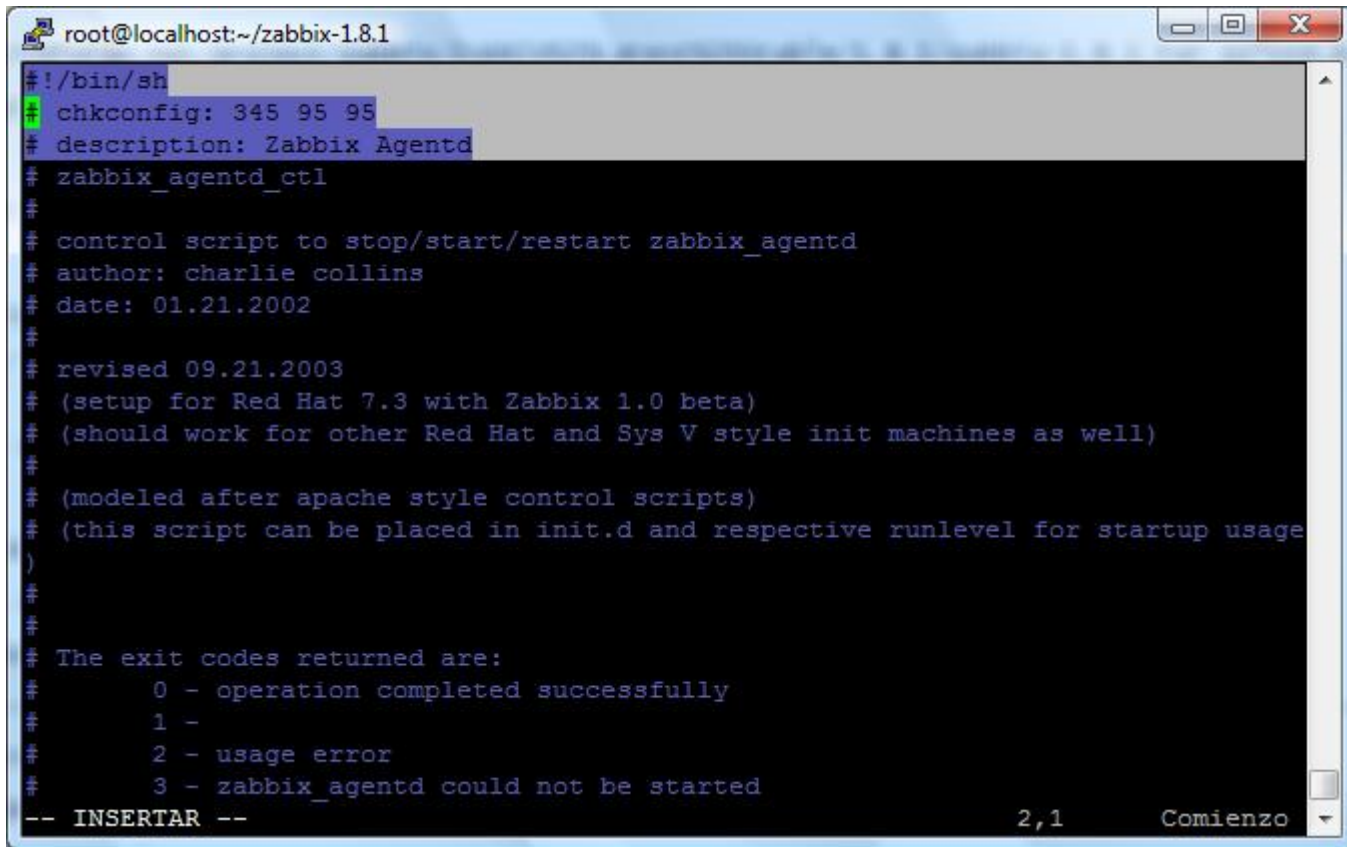 root@localhost:~/zabbix-1.8.1
#!/bin/sh
# chkconfig: 345 95 95
# description: Zabbix Agentd
# zabbix_agentd_ctl
#
# control script to stop/start/restart zabbix_agentd
# author: charlie collins
# date: 01.21.2002
#
# revised 09.21.2003
# (setup for Red Hat 7.3 with Zabbix 1.0 beta)
# (should work for other Red Hat and Sys V style init machines as well)
#
# (modeled after apache style control scripts)
# (this script can be placed in init.d and respective runlevel for startup usage
)
#
#
# The exit codes returned are:
#       0 - operation completed successfully
#       1 -
#       2 - usage error
#       3 - zabbix_agentd could not be started
-- INSERTAR -- 2,1 Comienzo